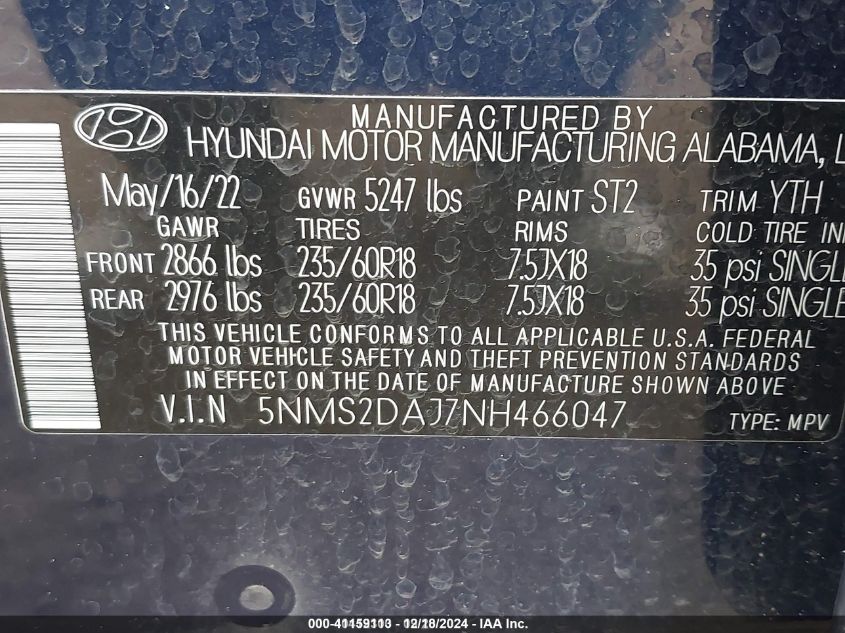 MANUFACTURED BY
HYUNDAI MOTOR MANUFACTURING ALABAMA, L
May/16/22 GVWR 5247 lbs PAINT ST2 TRIM YTH
GAWR TIRES RIMS COLD TIRE IN
FRONT 2866 lbs 235/60R18 7.5JX18 35 psi SINGLE
REAR 2976 lbs 235/60R18 7.5JX18 35 psi SINGLE
THIS VEHICLE CONFORMS TO ALL APPLICABLE U.S.A. FEDERAL
MOTOR VEHICLE SAFETY AND THEFT PREVENTION STANDARDS
IN EFFECT ON THE DATE OF MANUFACTURE SHOWN ABOVE
V.I.N 5NMS2DAJ7NH466047 TYPE: MPV
12/18/2024 - IAA Inc.